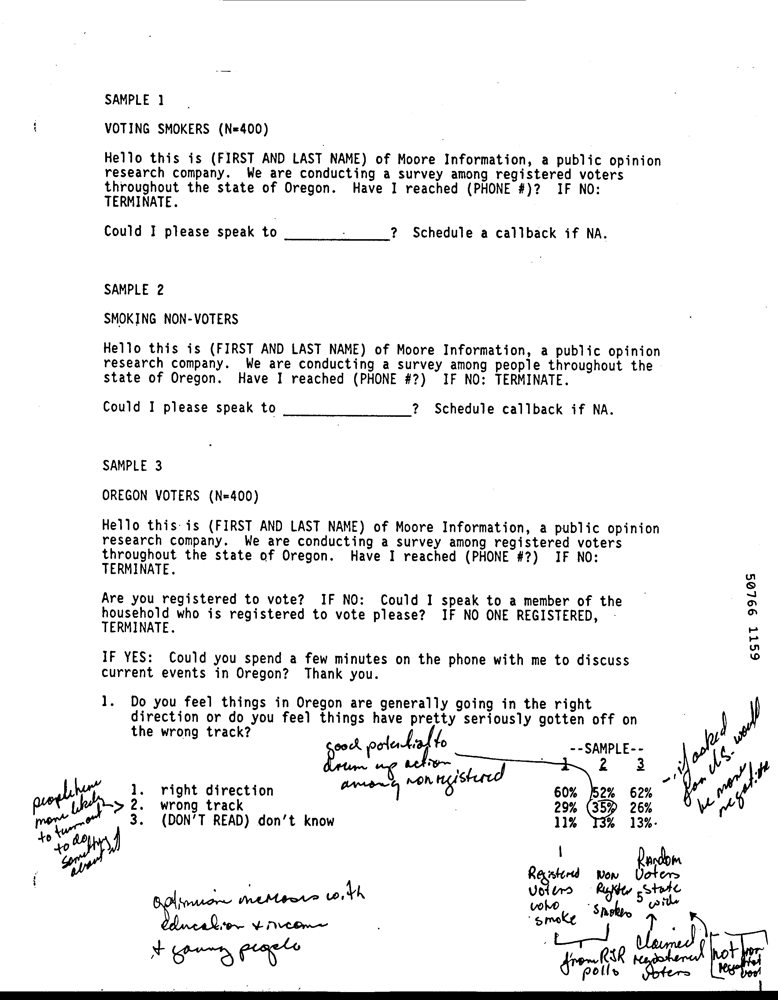 SAMPLE 1
VOTING SMOKERS (N=400)
Hello this is (FIRST AND LAST NAME) of Moore Information, a public opinion
research company. We are conducting a survey among registered voters
throughout the state of Oregon. Have I reached (PHONE #)? IF NO:
TERMINATE.
Could I please speak to ____________? Schedule a callback if NA.
SAMPLE 2
SMOKING NON-VOTERS
Hello this is (FIRST AND LAST NAME) of Moore Information, a public opinion
research company. We are conducting a survey among people throughout the
state of Oregon. Have I reached (PHONE #?) IF NO: TERMINATE.
Could I please speak to _______________? Schedule callback if NA.
SAMPLE 3
OREGON VOTERS (N=400)
Hello this is (FIRST AND LAST NAME) of Moore Information, a public opinion
research company. We are conducting a survey among registered voters
throughout the state of Oregon. Have I reached (PHONE #?) IF NO:
TERMINATE.
Are you registered to vote? IF NO: Could I speak to a member of the
household who is registered to vote please? IF NO ONE REGISTERED,
TERMINATE.
IF YES: Could you spend a few minutes on the phone with me to discuss
current events in Oregon? Thank you.
50766 1159
1. Do you feel things in Oregon are generally going in the right
direction or do you feel things have pretty seriously gotten off on
the wrong track?
good potential to
drum up action
among nonregistered
--SAMPLE--
1 2 3
1. right direction 60% 52% 62%
2. wrong track 29% 35% 26%
3. (DON'T READ) don't know 11% 13% 13%
if asked
for U.S. would
be more
negative
people here
more likely
to turnout
to do
something
about it
Registered
voters
who
smoke
Non
Register
smokers
Random
Voters
State
wide
optimism increases with
education + income
+ young people
from RJR
polls
Claimed
registered
voters
not from